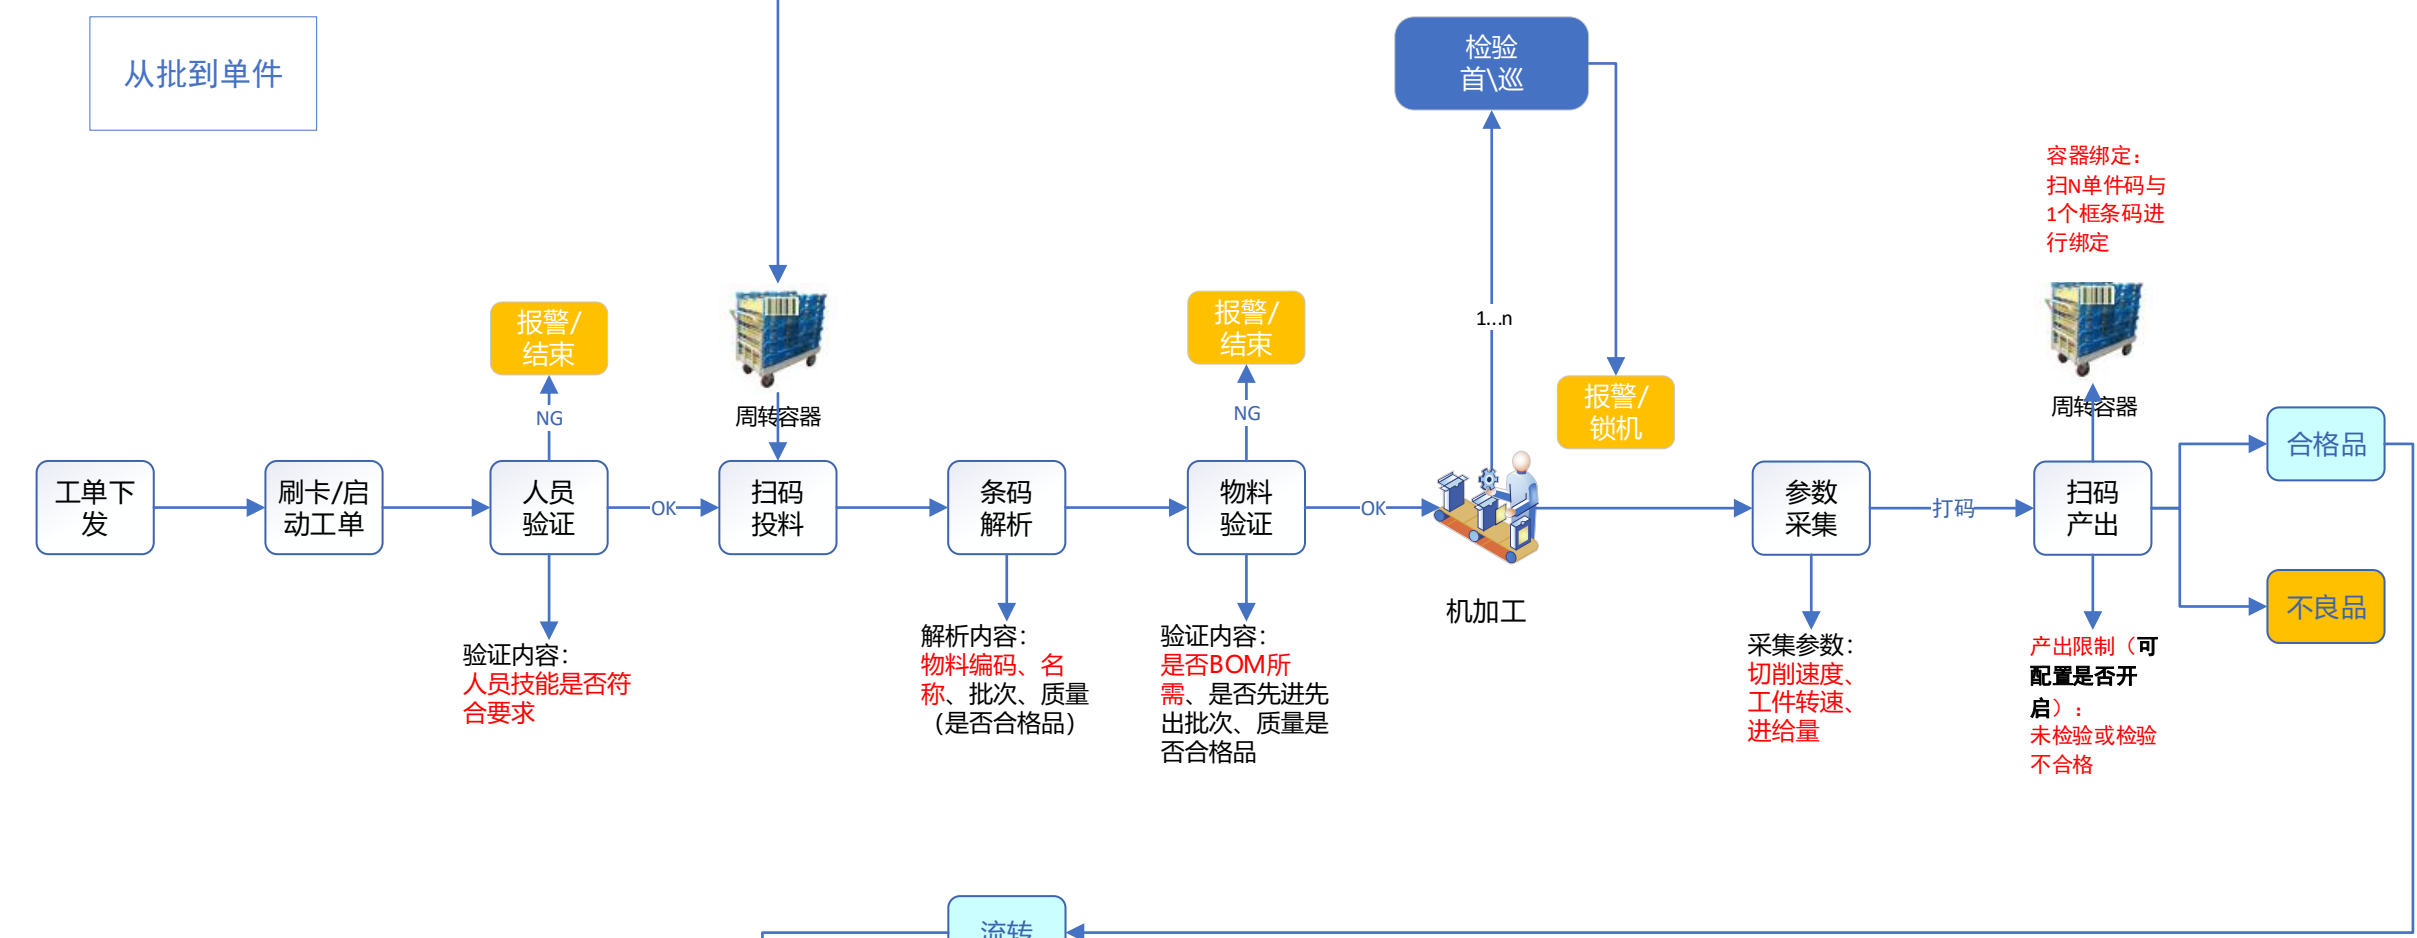 从批到单件
检验
首\巡
容器绑定：
扫N单件码与
1个框条码进
行绑定
报警/
结束
报警/
结束
1...n
报警/
锁机
NG
周转容器
NG
周转容器
合格品
工单下
发
刷卡/启
动工单
人员
验证
OK
扫码
投料
条码
解析
物料
验证
OK
参数
采集
打码
扫码
产出
不良品
机加工
验证内容：
人员技能是否符
合要求
解析内容：
物料编码、名
称、批次、质量
（是否合格品）
验证内容：
是否BOM所
需、是否先进先
出批次、质量是
否合格品
采集参数：
切削速度、
工件转速、
进给量
产出限制（可
配置是否开
启）：
未检验或检验
不合格
流转